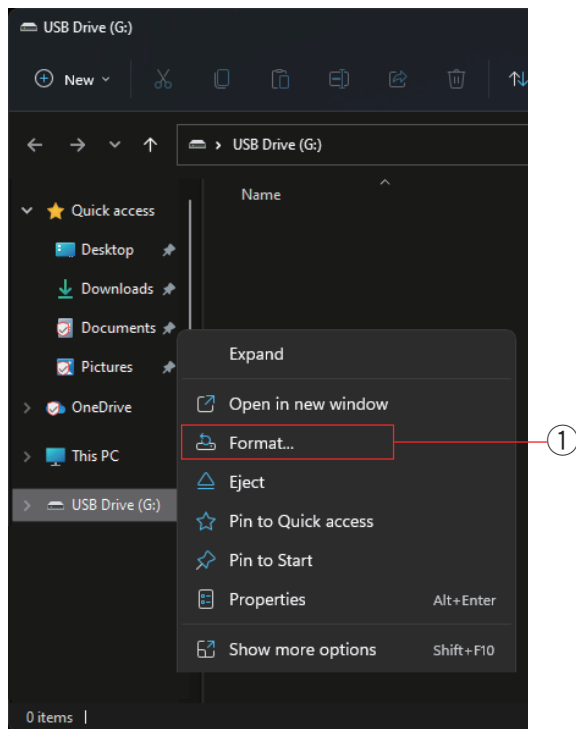 USB Drive (G:)
New
USB Drive (G:)
Name
Quick access
Desktop
Downloads
Documents
Pictures
OneDrive
This PC
USB Drive (G:)
Expand
Open in new window
Format...
1
Eject
Pin to Quick access
Pin to Start
Properties Alt+Enter
Show more options Shift+F10
0 items